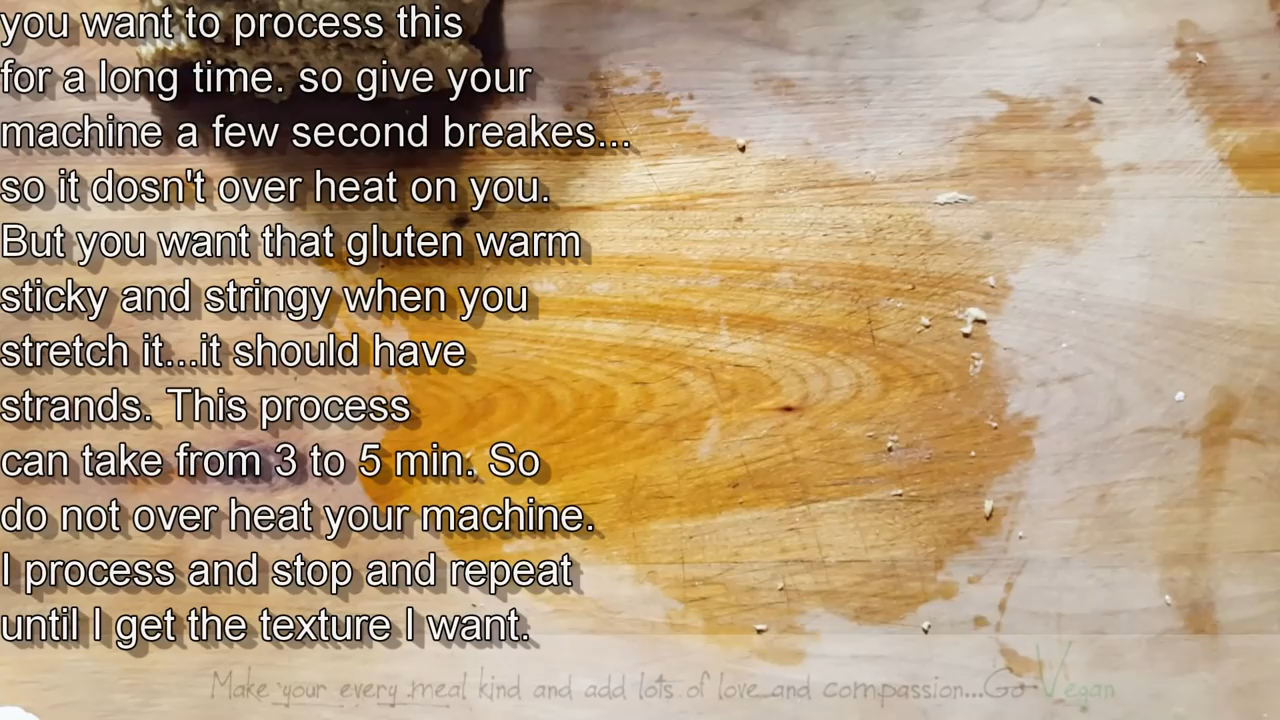 you want to process this
for a long time. so give your
machine a few second breakes...
so it dosn't over heat on you.
But you want that gluten warm
sticky and stringy when you
stretch it...it should have
strands. This process
can take from 3 to 5 min. So
do not over heat your machine.
I process and stop and repeat
until I get the texture I want.
Make your every meal kind and add lots of love and compassion...Go Vegan